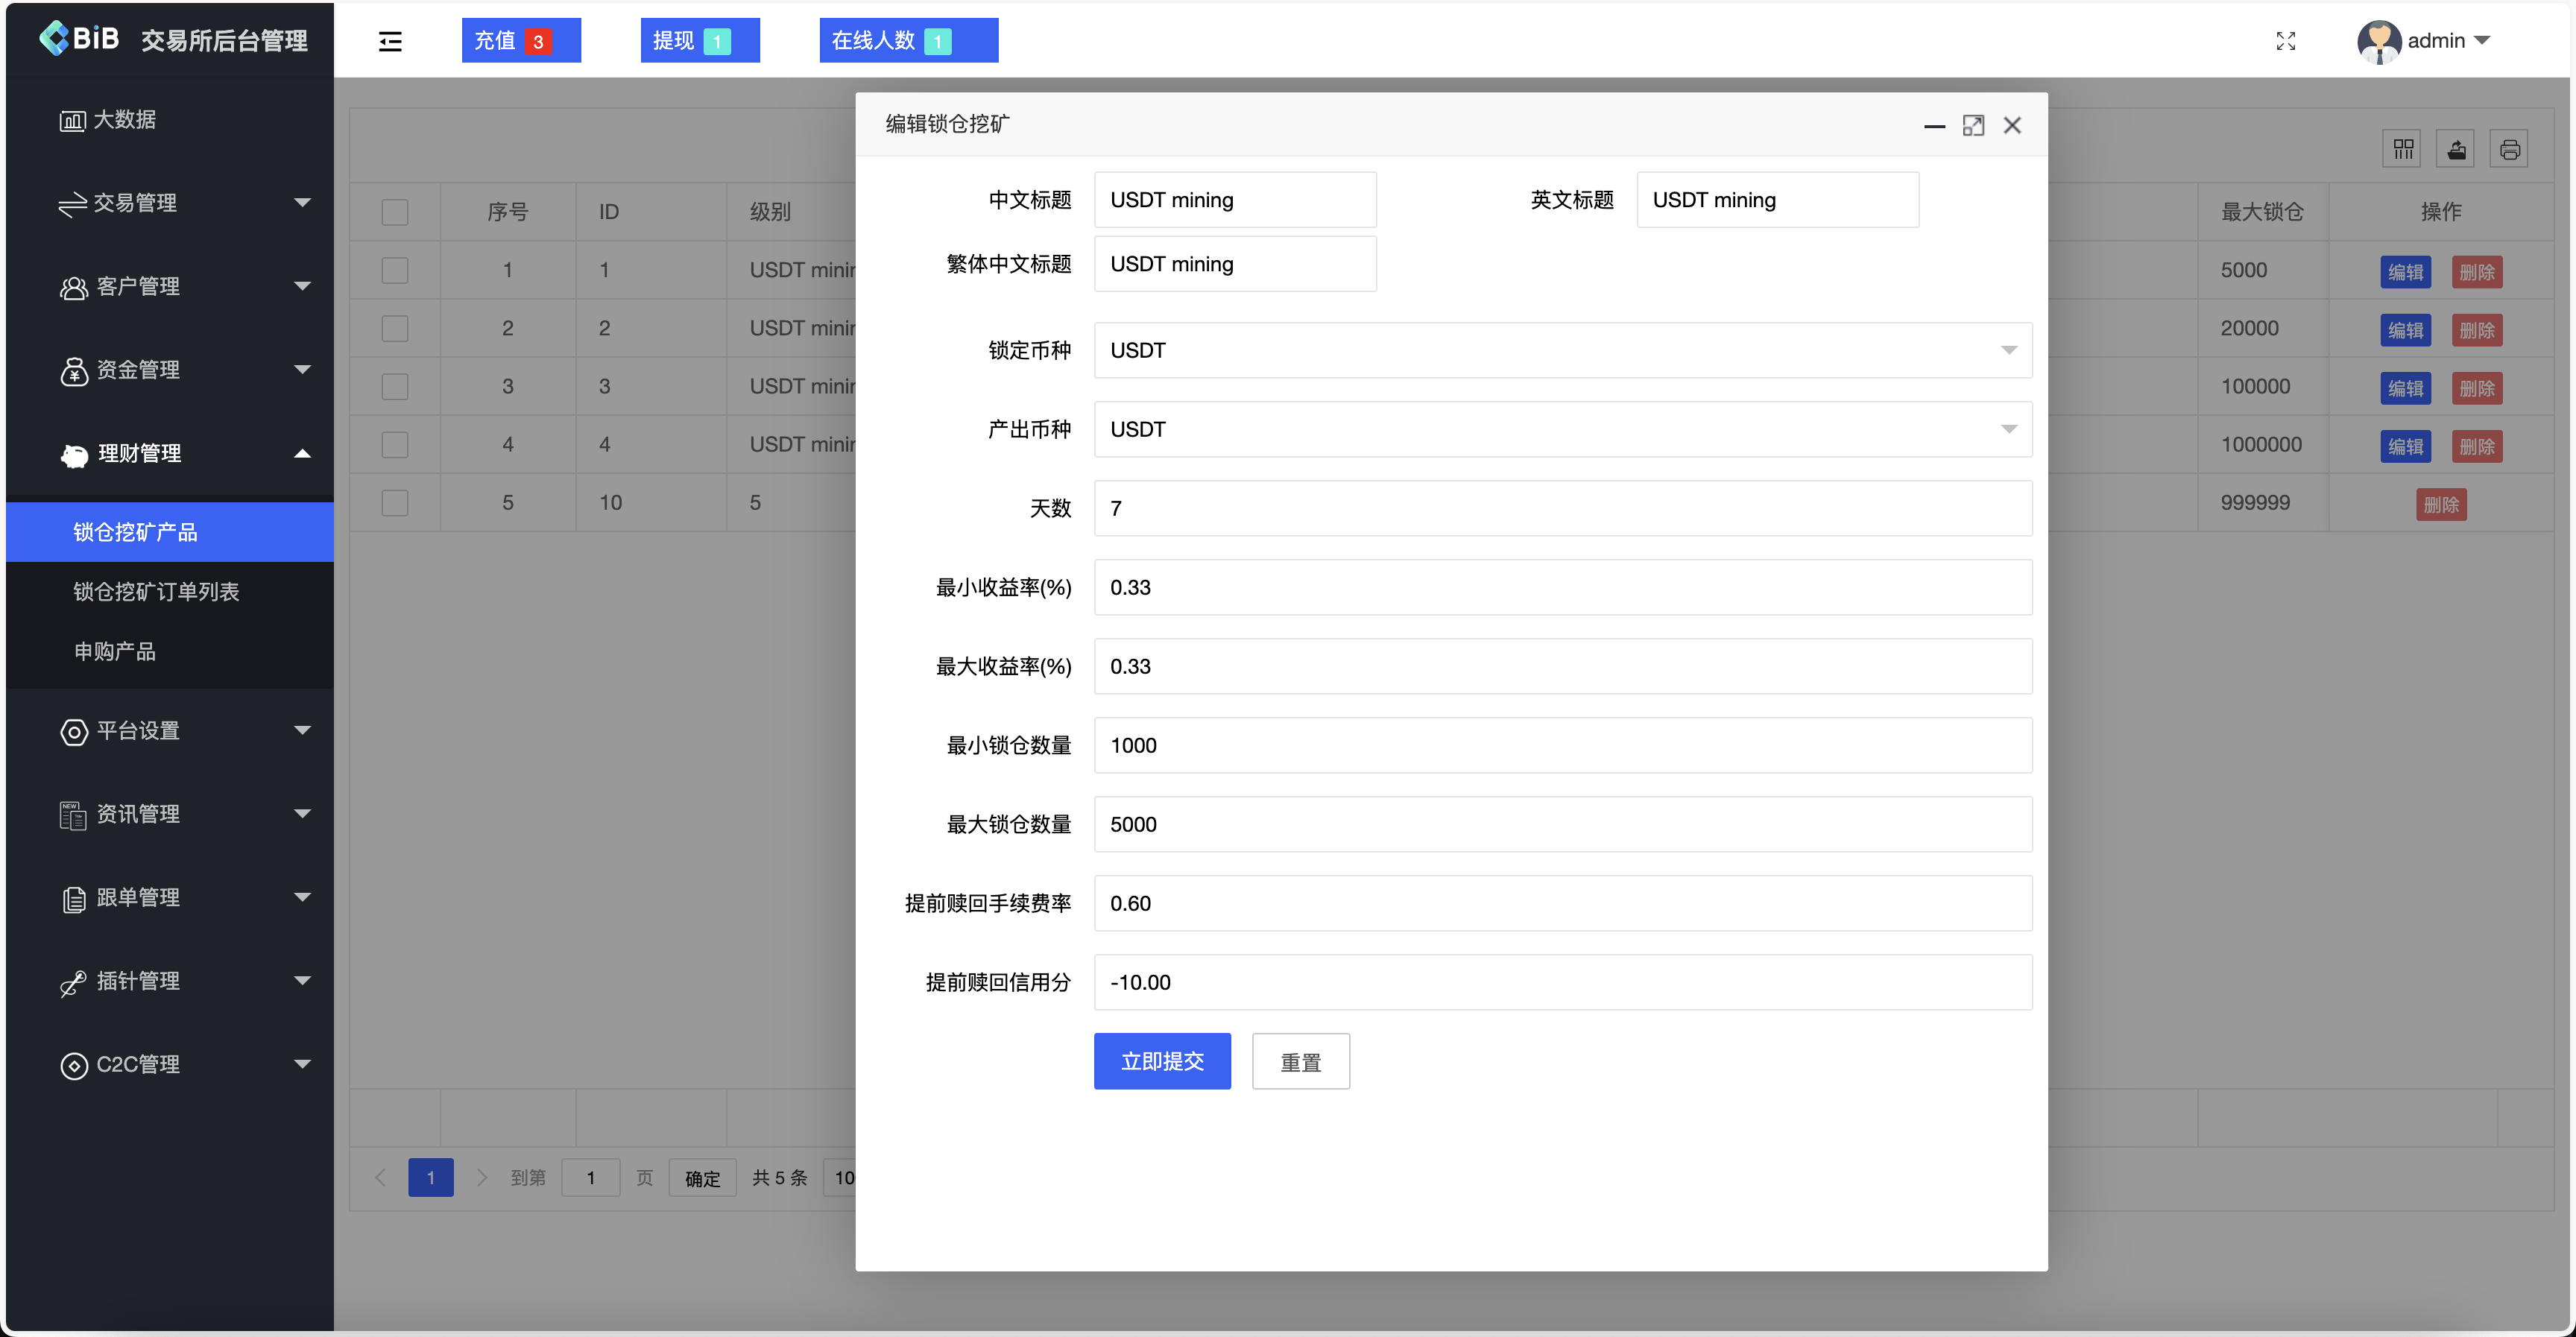 BiB 交易所后台管理
充值 3
提现 1
在线人数 1
admin
大数据
交易管理
客户管理
资金管理
理财管理
锁仓挖矿产品
锁仓挖矿订单列表
申购产品
平台设置
资讯管理
跟单管理
插针管理
C2C管理
序号 ID 级别 最大锁仓 操作
1 1 USDT 5000 编辑 删除
2 2 USDT 20000 编辑 删除
3 3 USDT 100000 编辑 删除
4 4 USDT 1000000 编辑 删除
5 10 5 999999 删除
1 到第 1 页 确定 共 5 条 10
编辑锁仓挖矿
中文标题 USDT mining 英文标题 USDT mining
繁体中文标题 USDT mining
锁定币种 USDT
产出币种 USDT
天数 7
最小收益率(%) 0.33
最大收益率(%) 0.33
最小锁仓数量 1000
最大锁仓数量 5000
提前赎回手续费率 0.60
提前赎回信用分 -10.00
立即提交 重置